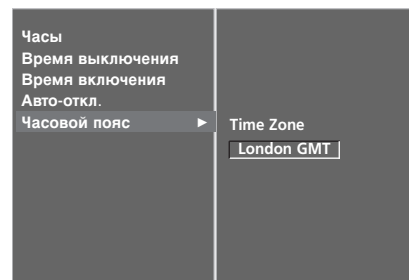 Часы
Время выключения
Время включения
Авто-откл.
Часовой пояс ►
Time Zone
London GMT